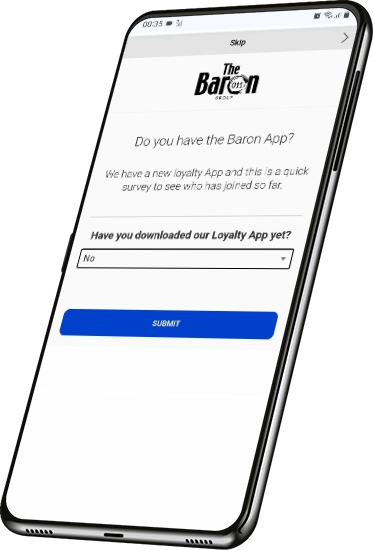 00:35
Skip
The
Baron
011
GROUP
Do you have the Baron App?
We have a new loyalty App and this is a quick
survey to see who has joined so far.
Have you downloaded our Loyalty App yet?
No
SUBMIT